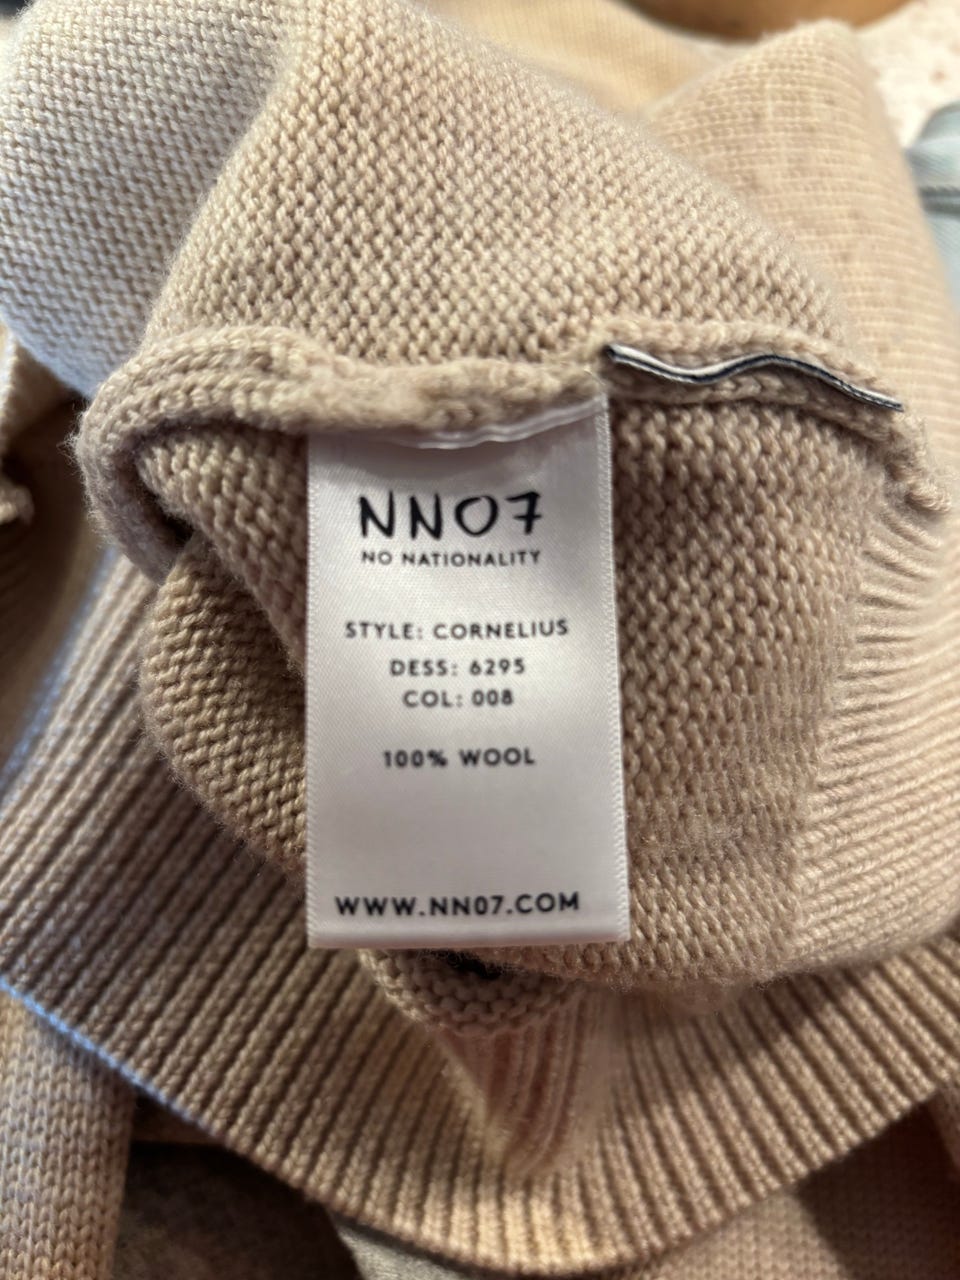 NN07
NO NATIONALITY
STYLE: CORNELIUS
DESS: 6295
COL: 008
100% WOOL
WWW.NN07.COM